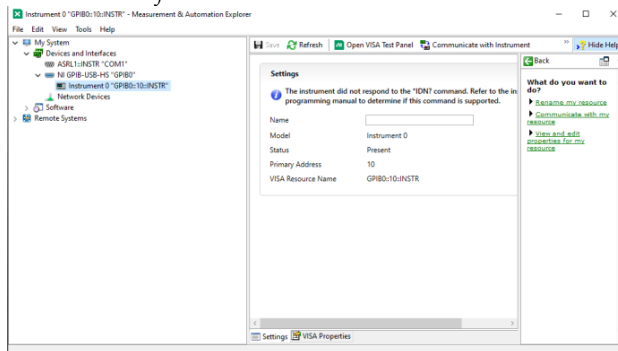 Instrument 0 "GPIB0::10::INSTR" - Measurement & Automation Explorer
File Edit View Tools Help
My System
Devices and Interfaces
ASRL1::INSTR "COM1"
NI GPIB-USB-HS "GPIB0"
Instrument 0 "GPIB0::10::INSTR"
Network Devices
Software
Remote Systems
Save Refresh Open VISA Test Panel Communicate with Instrument » Hide Help
Settings
The instrument did not respond to the *IDN? command. Refer to the in
programming manual to determine if this command is supported.
Name
Model Instrument 0
Status Present
Primary Address 10
VISA Resource Name GPIB0::10::INSTR
Settings VISA Properties
Back
What do you want to
do?
Rename my resource
Communicate with my
resource
View and edit
properties for my
resource